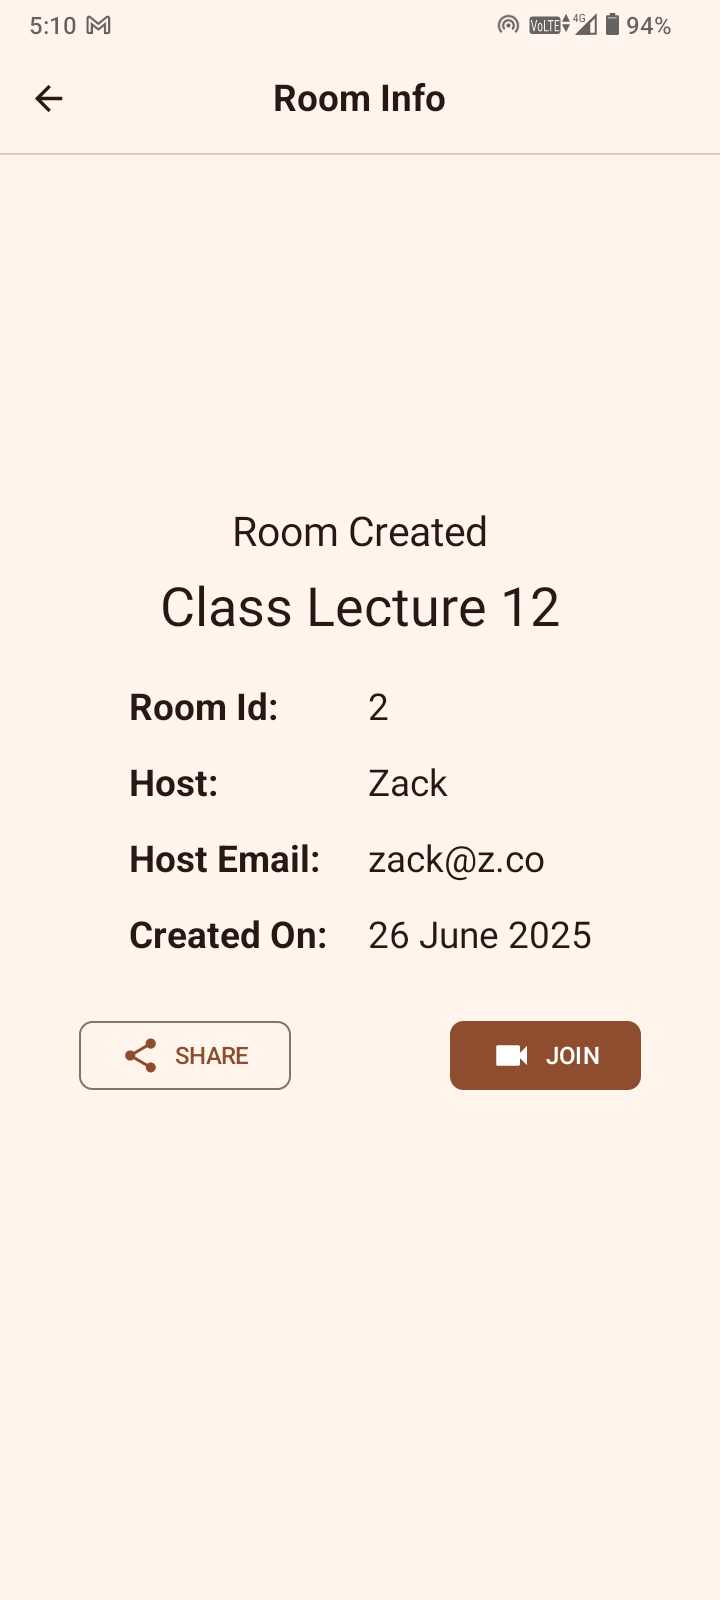 5:10 VoLTE 4G 94%
Room Info
Room Created
Class Lecture 12
Room Id: 2
Host: Zack
Host Email: zack@z.co
Created On: 26 June 2025
SHARE JOIN